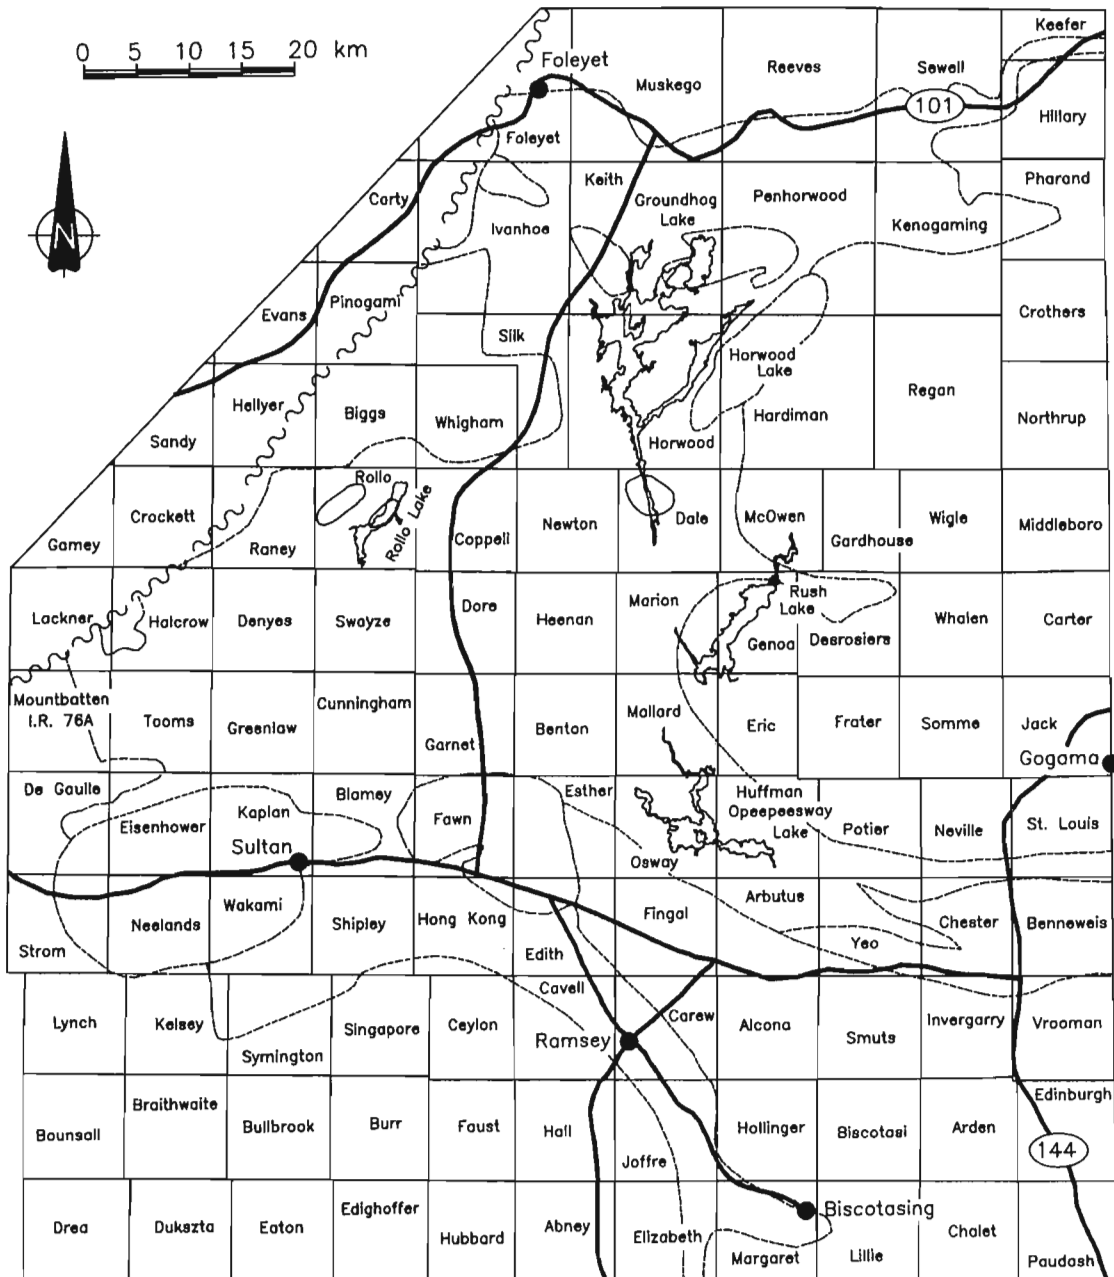 0 5 10 15 20 km
N
Keefer
Foleyet
Muskego
Reeves
Sewell
101
Hillary
Foleyet
Carty
Keith
Groundhog
Lake
Penhorwood
Pharand
Ivanhoe
Kenogaming
Evans
Pinogami
Crothers
Silk
Horwood
Lake
Regan
Hellyer
Biggs
Whigham
Hardiman
Northrup
Sandy
Horwood
Rollo
Rollo Lake
Crockett
Newton
Dale
McOwen
Wigle
Middleboro
Gamey
Raney
Coppell
Gardhouse
Lackner
Halcrow
Denyes
Swayze
Dore
Heenan
Marion
Rush
Lake
Genoa
Desrosiers
Whalen
Carter
Mountbatten
I.R. 76A
Tooms
Greenlaw
Cunningham
Garnet
Benton
Mallard
Eric
Frater
Somme
Jack
Gogama
De Gaulle
Eisenhower
Kaplan
Blamey
Fawn
Esther
Huffman
Opeepeesway
Lake
Potier
Neville
St. Louis
Sultan
Osway
Strom
Neelands
Wakami
Shipley
Hong Kong
Edith
Fingal
Arbutus
Yeo
Chester
Benneweis
Cavell
Lynch
Kelsey
Symington
Singapore
Ceylon
Ramsey
Carew
Alcona
Smuts
Invergarry
Vrooman
Bounsall
Braithwaite
Bullbrook
Burr
Faust
Hall
Joffre
Hollinger
Biscotasi
Arden
Edinburgh
144
Drea
Dukszta
Eaton
Edighoffer
Hubbard
Abney
Elizabeth
Biscotasing
Margaret
Lillie
Chalet
Paudash